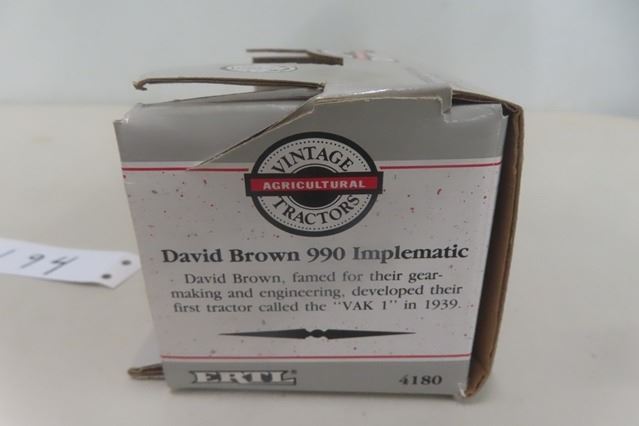 VINTAGE
AGRICULTURAL
TRACTORS
David Brown 990 Implematic
David Brown, famed for their gear-
making and engineering, developed their
first tractor called the "VAK 1" in 1939.
ERTL® 4180
194